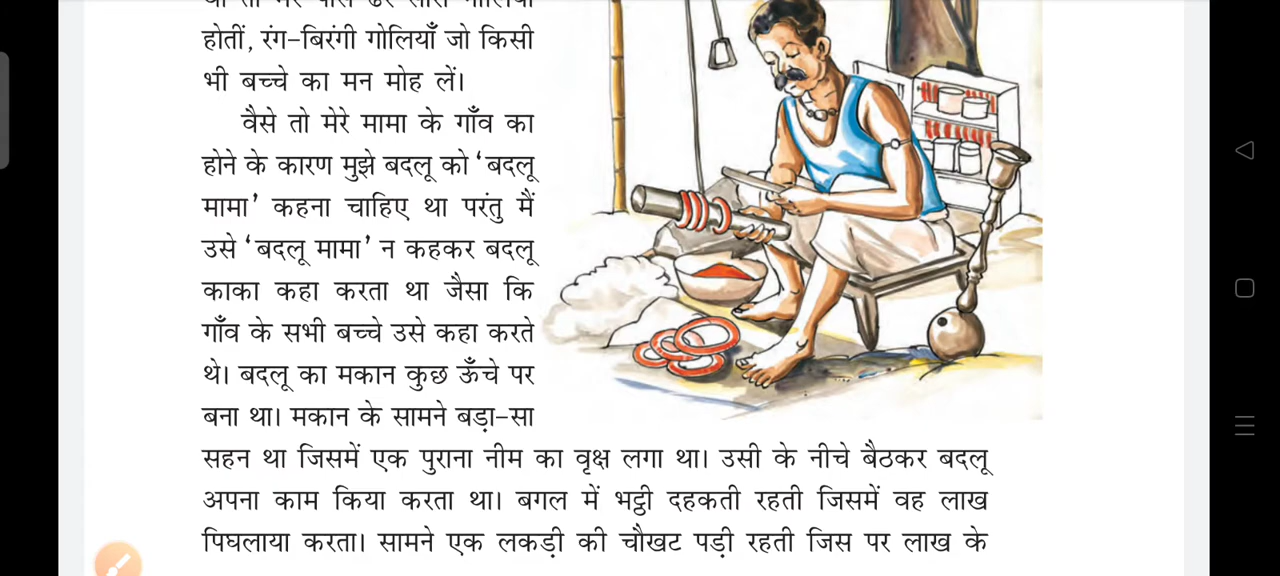 होतीं, रंग-बिरंगी गोलियाँ जो किसी
भी बच्चे का मन मोह लें।
वैसे तो मेरे मामा के गाँव का
होने के कारण मुझे बदलू को ‘बदलू
मामा’ कहना चाहिए था परंतु मैं
उसे ‘बदलू मामा’ न कहकर बदलू
काका कहा करता था जैसा कि
गाँव के सभी बच्चे उसे कहा करते
थे। बदलू का मकान कुछ ऊँचे पर
बना था। मकान के सामने बड़ा-सा
सहन था जिसमें एक पुराना नीम का वृक्ष लगा था। उसी के नीचे बैठकर बदलू
अपना काम किया करता था। बगल में भट्ठी दहकती रहती जिसमें वह लाख
पिघलाया करता। सामने एक लकड़ी की चौखट पड़ी रहती जिस पर लाख के